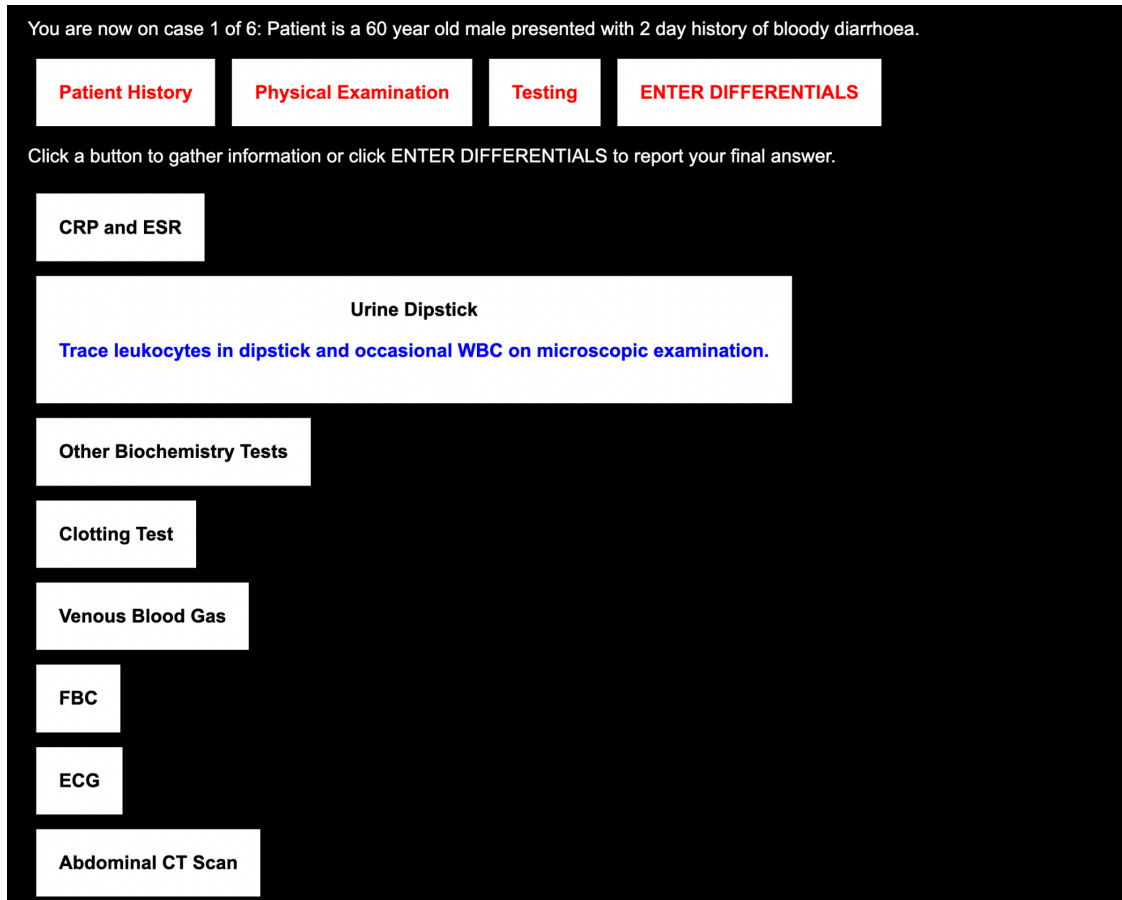 You are now on case 1 of 6: Patient is a 60 year old male presented with 2 day history of bloody diarrhoea.
Patient History Physical Examination Testing ENTER DIFFERENTIALS
Click a button to gather information or click ENTER DIFFERENTIALS to report your final answer.
CRP and ESR
Urine Dipstick
Trace leukocytes in dipstick and occasional WBC on microscopic examination.
Other Biochemistry Tests
Clotting Test
Venous Blood Gas
FBC
ECG
Abdominal CT Scan